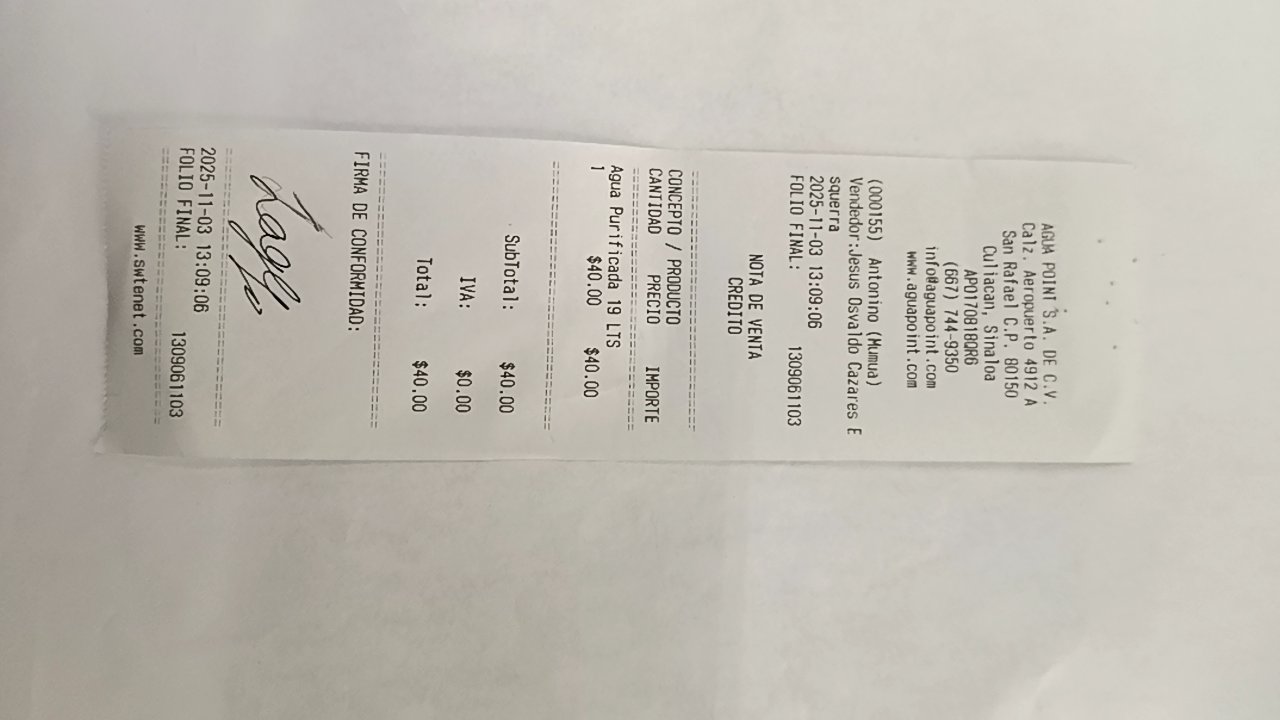 AGUA POINT S.A. DE C.V.
Calz. Aeropuerto 4912 A
San Rafael C.P. 80150
Culiacan, Sinaloa
APO170818QR6
(667) 744-9350
info@aguapoint.com
www.aguapoint.com
(000155) Antonino (Mumua)
Vendedor:Jesus Osvaldo Cazares E
squerra
2025-11-03 13:09:06
FOLIO FINAL: 1309061103
NOTA DE VENTA
CREDITO
CONCEPTO / PRODUCTO
CANTIDAD PRECIO IMPORTE
Agua Purificada 19 LTS
1 $40.00 $40.00
SubTotal: $40.00
IVA: $0.00
Total: $40.00
FIRMA DE CONFORMIDAD:
2025-11-03 13:09:06
FOLIO FINAL: 1309061103
www.swtenet.com